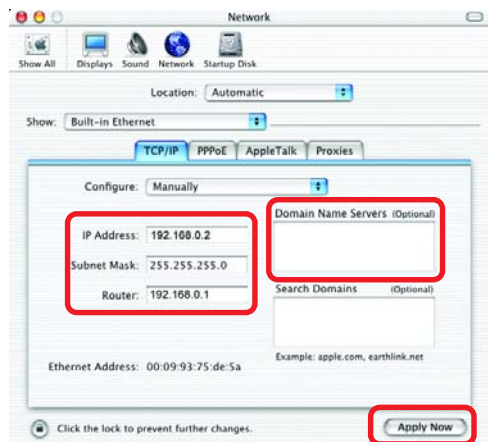 Network
Show All Displays Sound Network Startup Disk
Location: Automatic
Show: Built-in Ethernet
TCP/IP PPPoE AppleTalk Proxies
Configure: Manually
Domain Name Servers (Optional)
IP Address: 192.168.0.2
Subnet Mask: 255.255.255.0
Router: 192.168.0.1
Search Domains (Optional)
Example: apple.com, earthlink.net
Ethernet Address: 00:09:93:75:de:5a
Click the lock to prevent further changes.
Apply Now